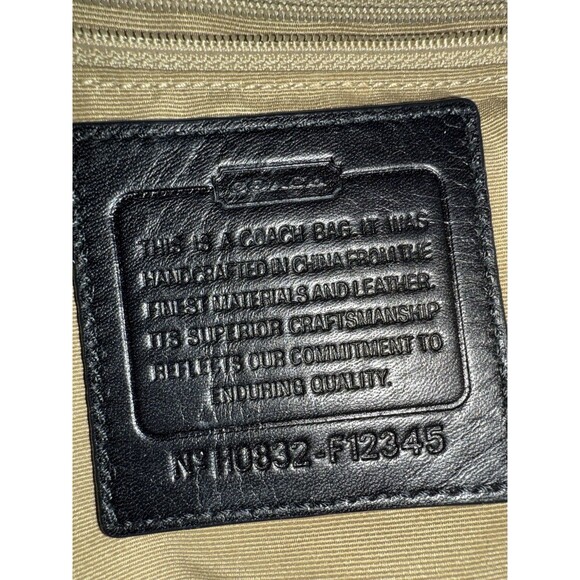 COACH
THIS IS A COACH BAG. IT WAS
HANDCRAFTED IN CHINA FROM THE
FINEST MATERIALS AND LEATHER.
ITS SUPERIOR CRAFTSMANSHIP
REFLECTS OUR COMMITMENT TO
ENDURING QUALITY.
Nº H0832-F12345